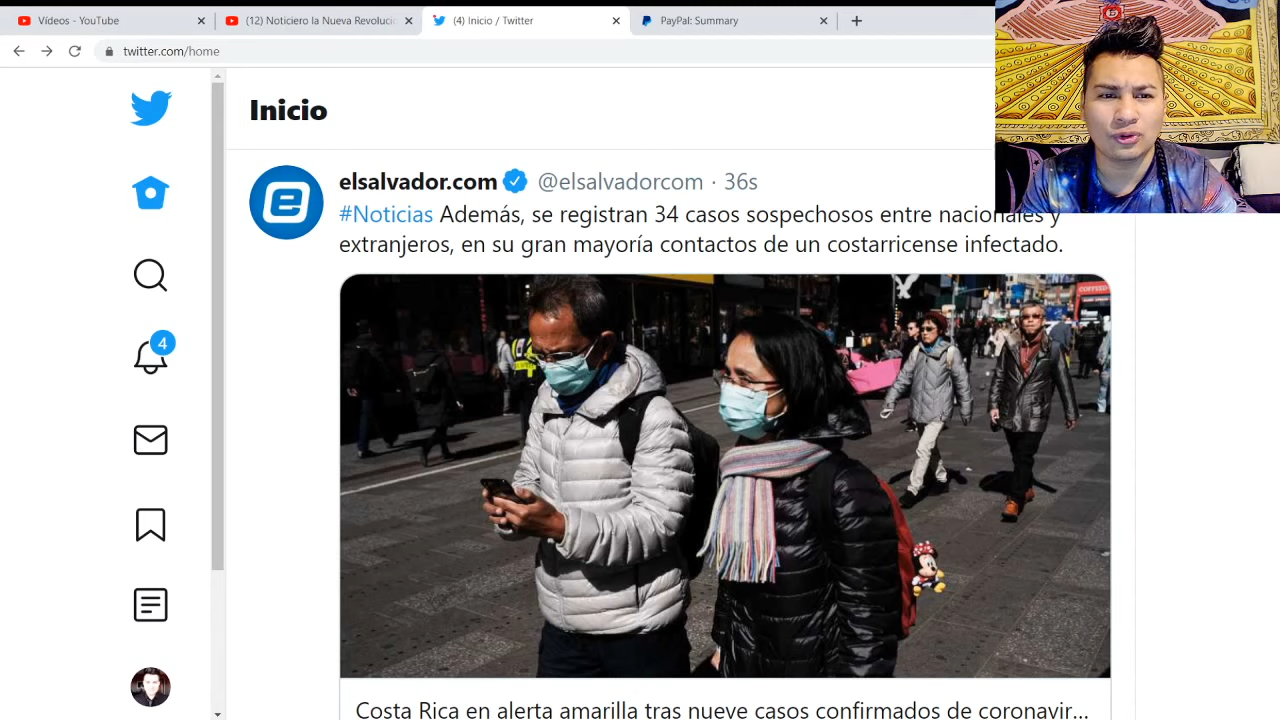 Vídeos - YouTube
(12) Noticiero la Nueva Revoluci
(4) Inicio / Twitter
PayPal: Summary
twitter.com/home
Inicio
elsalvador.com @elsalvadorcom · 36s
#Noticias Además, se registran 34 casos sospechosos entre nacionales y
extranjeros, en su gran mayoría contactos de un costarricense infectado.
4
Costa Rica en alerta amarilla tras nueve casos confirmados de coronavir...